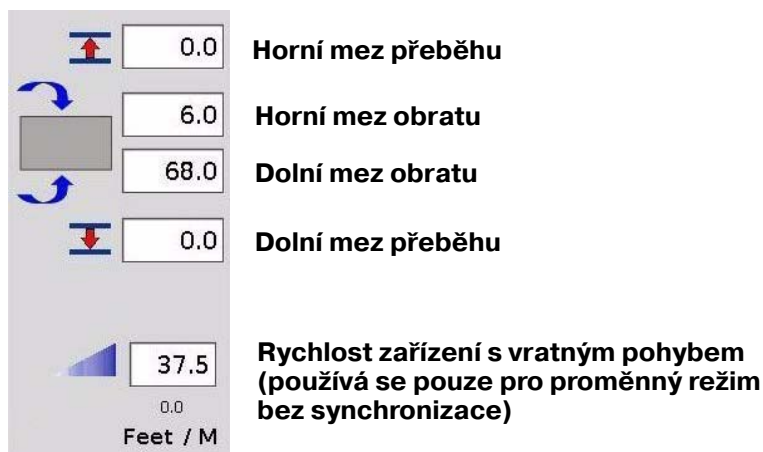 0.0 Horní mez přeběhu
6.0 Horní mez obratu
68.0 Dolní mez obratu
0.0 Dolní mez přeběhu
37.5 Rychlost zařízení s vratným pohybem
(používá se pouze pro proměnný režim
0.0 bez synchronizace)
Feet / M